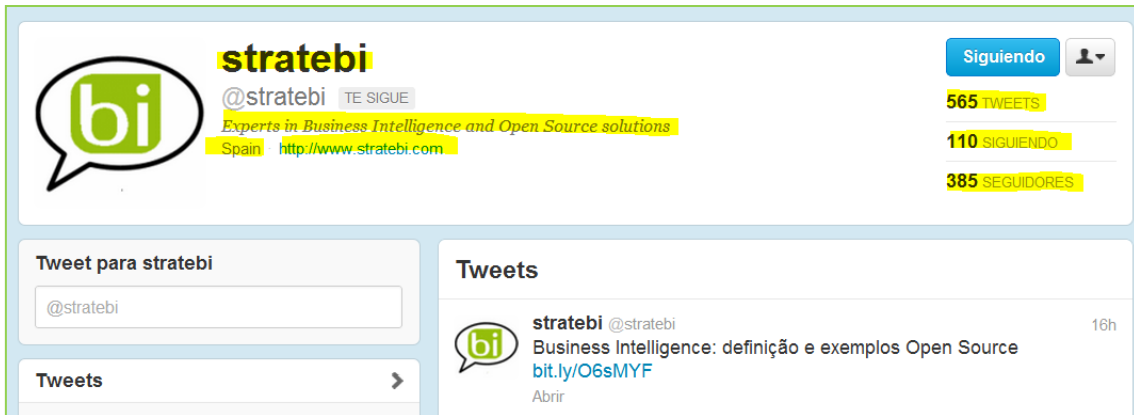 bi
stratebi
@stratebi TE SIGUE
Experts in Business Intelligence and Open Source solutions
Spain · http://www.stratebi.com
Siguiendo
565 TWEETS
110 SIGUIENDO
385 SEGUIDORES
Tweet para stratebi
@stratebi
Tweets
Tweets
bi
stratebi @stratebi 16h
Business Intelligence: definição e exemplos Open Source
bit.ly/O6sMYF
Abrir